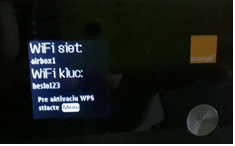 WiFi sieť:
airbox1
WiFi kľúč:
heslo123
Pre aktiváciu WPS
stlačte Menu
orange